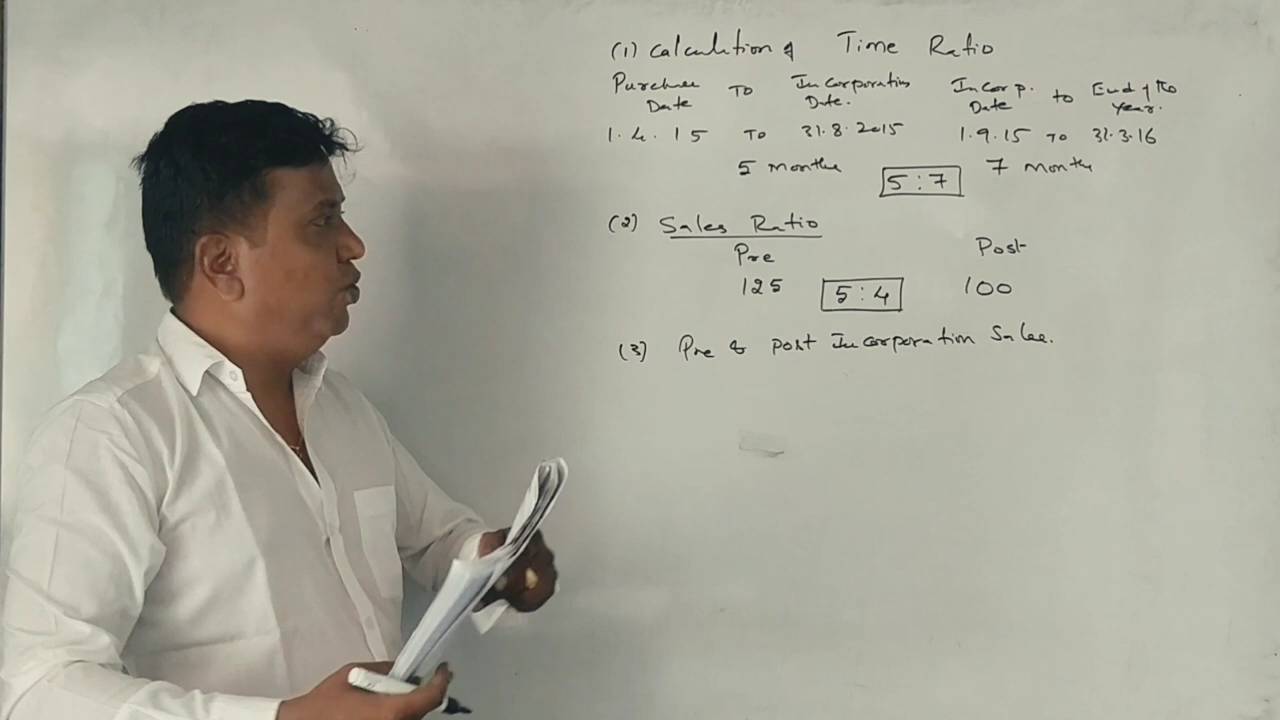 (1) Calculation of Time Ratio
Purchase Date TO Incorporation Date. Incorp. Date to End of the Year.
1.4.15 TO 31.8.2015 1.9.15 TO 31.3.16
5 months 5:7 7 months
(2) Sales Ratio
Pre Post
125 5:4 100
(3) Pre & post Incorporation Sales.